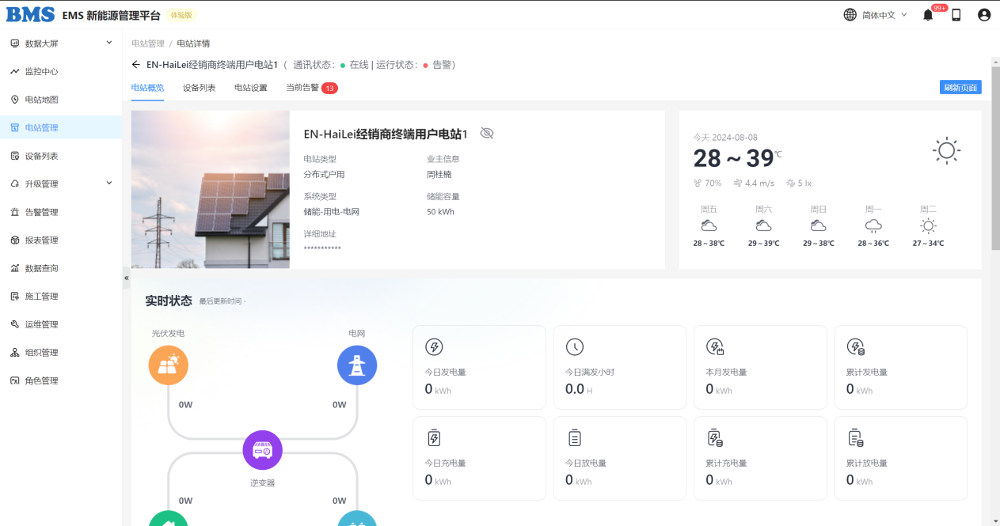 BMS EMS 新能源管理平台 体验版 简体中文 99+
数据大屏
监控中心
电站地图
电站管理
设备列表
升级管理
告警管理
报表管理
数据查询
施工管理
运维管理
组织管理
角色管理
电站管理 / 电站详情
EN-HaiLei经销商终端用户电站1 ( 通讯状态: 在线 | 运行状态: 告警)
电站概览 设备列表 电站设置 当前告警 13 刷新页面
EN-HaiLei经销商终端用户电站1
电站类型 业主信息
分布式户用 周桂楠
系统类型 储能容量
储能-用电-电网 50 kWh
详细地址
***********
今天 2024-08-08
28 ~ 39℃
70% 4.4 m/s 5 lx
周五 周六 周日 周一 周二
28 ~ 38℃ 29 ~ 39℃ 29 ~ 38℃ 28 ~ 36℃ 27 ~ 34℃
«
实时状态 最后更新时间 -
光伏发电 电网
0W 0W
逆变器
0W 0W
今日发电量 今日满发小时 本月发电量 累计发电量
0 kWh 0.0 H 0 kWh 0 kWh
今日充电量 今日放电量 累计充电量 累计放电量
0 kWh 0 kWh 0 kWh 0 kWh